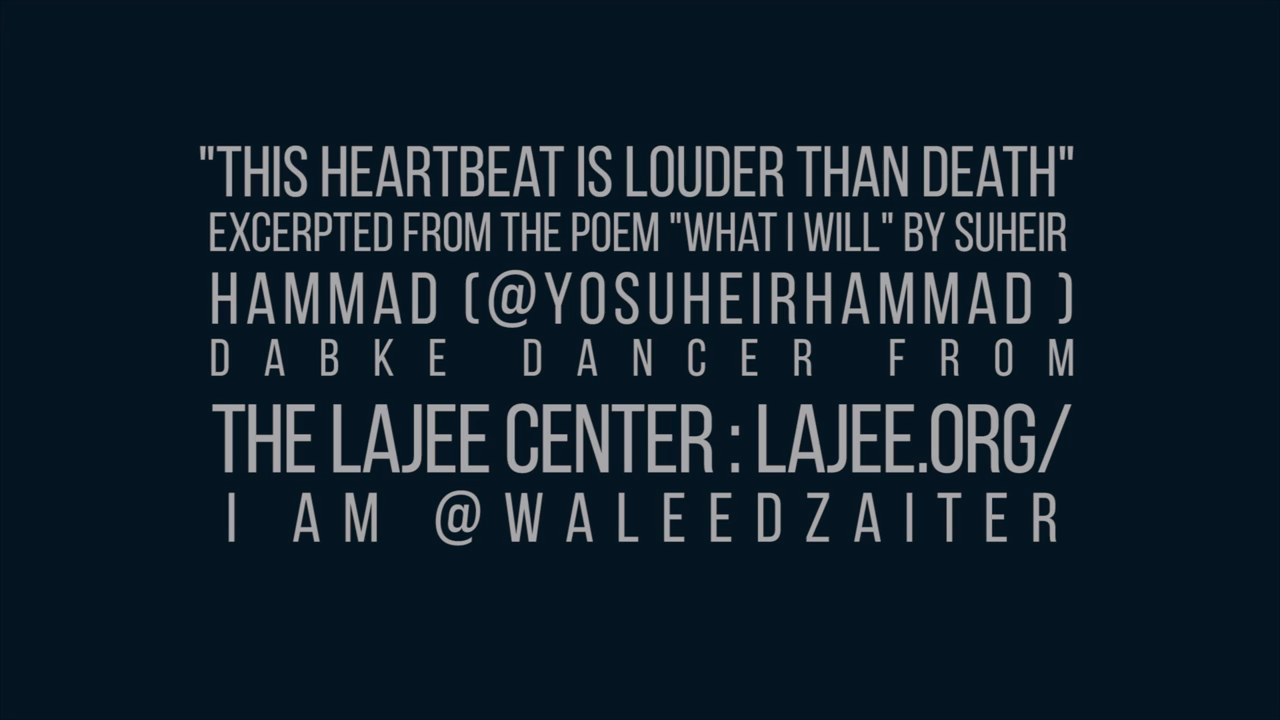 "THIS HEARTBEAT IS LOUDER THAN DEATH"
EXCERPTED FROM THE POEM "WHAT I WILL" BY SUHEIR
HAMMAD (@YOSUHEIRHAMMAD )
DABKE DANCER FROM
THE LAJEE CENTER : LAJEE.ORG/
I AM @WALEEDZAITER